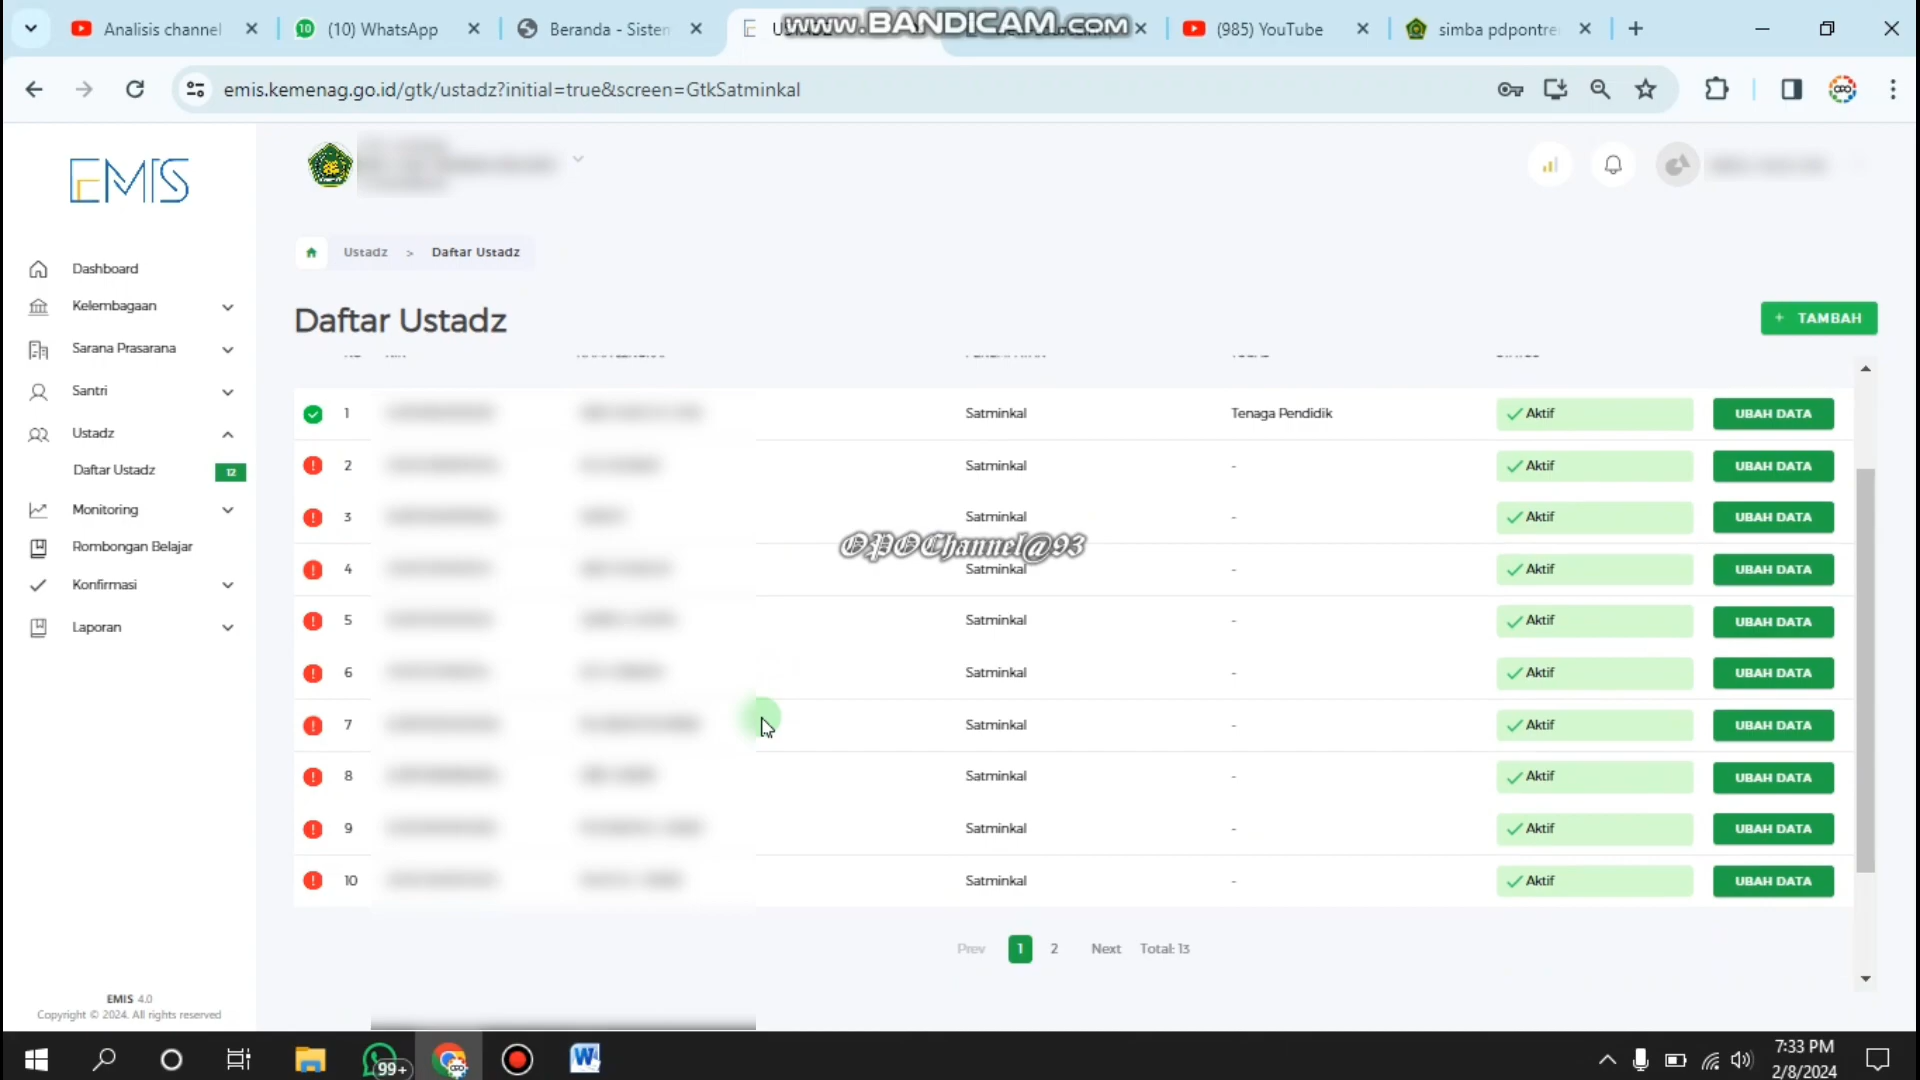 Analisis channel
10 (10) WhatsApp
Beranda - Sisten
www.BANDICAM.com
(985) YouTube
simba pdpontre
emis.kemenag.go.id/gtk/ustadz?initial=true&screen=GtkSatminkal
EMIS
Dashboard
Kelembagaan
Sarana Prasarana
Santri
Ustadz
Daftar Ustadz 12
Monitoring
Rombongan Belajar
Konfirmasi
Laporan
EMIS 4.0
Copyright © 2024. All rights reserved
Ustadz > Daftar Ustadz
Daftar Ustadz
+ TAMBAH
1 Satminkal Tenaga Pendidik Aktif UBAH DATA
2 Satminkal - Aktif UBAH DATA
3 Satminkal - Aktif UBAH DATA
OPOChannel@93
4 Satminkal - Aktif UBAH DATA
5 Satminkal - Aktif UBAH DATA
6 Satminkal - Aktif UBAH DATA
7 Satminkal - Aktif UBAH DATA
8 Satminkal - Aktif UBAH DATA
9 Satminkal - Aktif UBAH DATA
10 Satminkal - Aktif UBAH DATA
Prev 1 2 Next Total: 13
99+
7:33 PM
2/8/2024